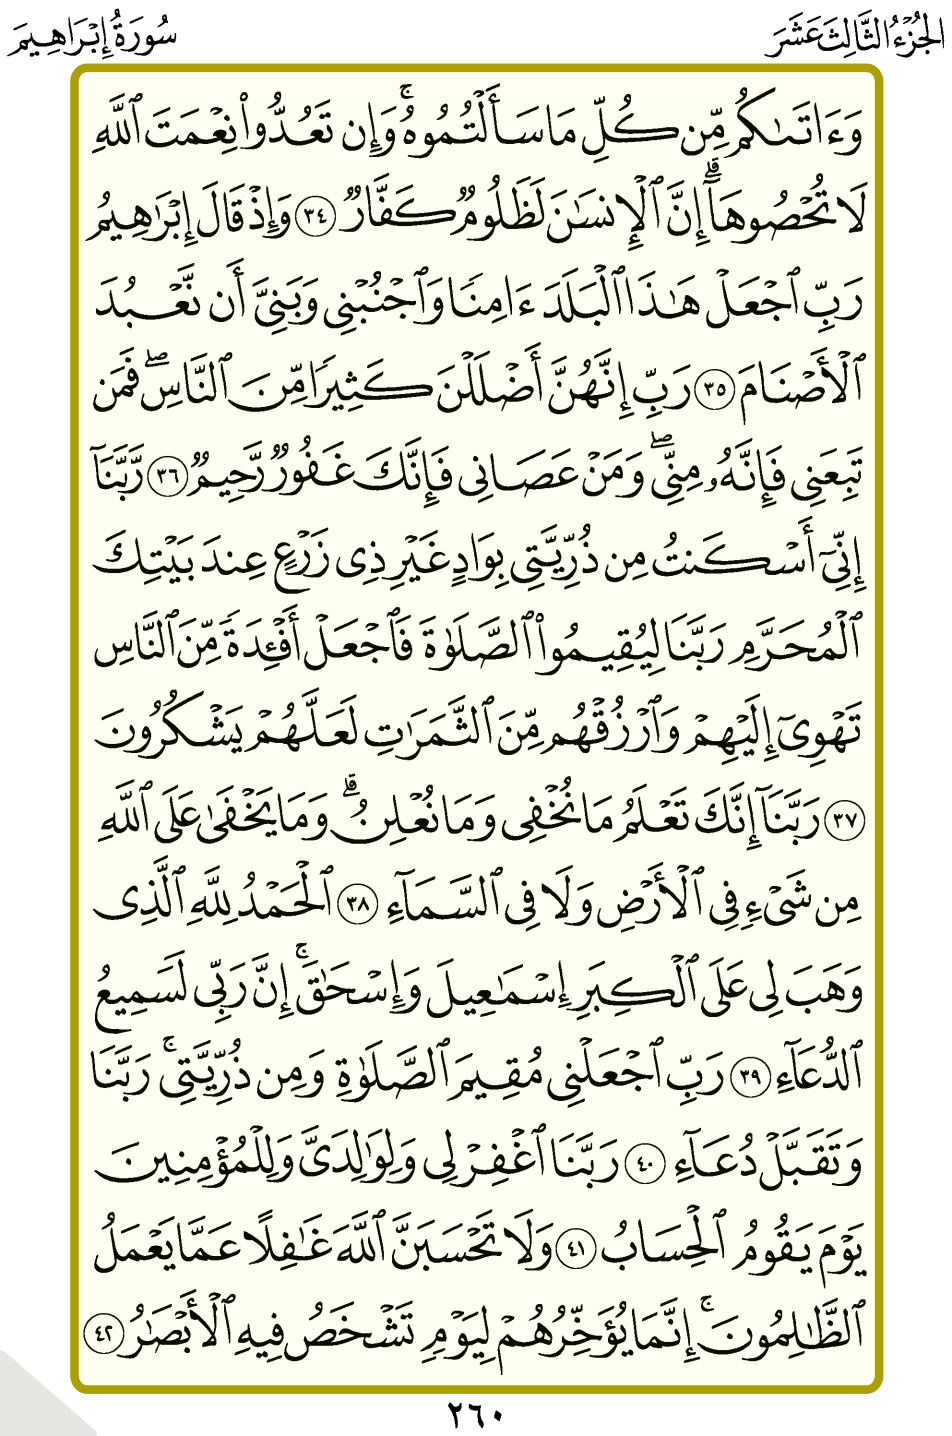 الجُزْءُ الثَّالِثَ عَشَرَ
سُورَةُ إِبْرَاهِيمَ
وَءَاتَىٰكُم مِّن كُلِّ مَا سَأَلْتُمُوهُ ۚ وَإِن تَعُدُّوا۟ نِعْمَتَ ٱللَّهِ
لَا تُحْصُوهَآ ۗ إِنَّ ٱلْإِنسَـٰنَ لَظَلُومٌ كَفَّارٌ ٣٤ وَإِذْ قَالَ إِبْرَٰهِيمُ
رَبِّ ٱجْعَلْ هَـٰذَا ٱلْبَلَدَ ءَامِنًا وَٱجْنُبْنِى وَبَنِىَّ أَن نَّعْبُدَ
ٱلْأَصْنَامَ ٣٥ رَبِّ إِنَّهُنَّ أَضْلَلْنَ كَثِيرًا مِّنَ ٱلنَّاسِ ۖ فَمَن
تَبِعَنِى فَإِنَّهُۥ مِنِّى ۖ وَمَنْ عَصَانِى فَإِنَّكَ غَفُورٌ رَّحِيمٌ ٣٦ رَّبَّنَآ
إِنِّىٓ أَسْكَنتُ مِن ذُرِّيَّتِى بِوَادٍ غَيْرِ ذِى زَرْعٍ عِندَ بَيْتِكَ
ٱلْمُحَرَّمِ رَبَّنَا لِيُقِيمُوا۟ ٱلصَّلَوٰةَ فَٱجْعَلْ أَفْـِٔدَةً مِّنَ ٱلنَّاسِ
تَهْوِىٓ إِلَيْهِمْ وَٱرْزُقْهُم مِّنَ ٱلثَّمَرَٰتِ لَعَلَّهُمْ يَشْكُرُونَ
٣٧ رَبَّنَآ إِنَّكَ تَعْلَمُ مَا نُخْفِى وَمَا نُعْلِنُ ۗ وَمَا يَخْفَىٰ عَلَى ٱللَّهِ
مِن شَىْءٍ فِى ٱلْأَرْضِ وَلَا فِى ٱلسَّمَآءِ ٣٨ ٱلْحَمْدُ لِلَّهِ ٱلَّذِى
وَهَبَ لِى عَلَى ٱلْكِبَرِ إِسْمَـٰعِيلَ وَإِسْحَـٰقَ ۚ إِنَّ رَبِّى لَسَمِيعُ
ٱلدُّعَآءِ ٣٩ رَبِّ ٱجْعَلْنِى مُقِيمَ ٱلصَّلَوٰةِ وَمِن ذُرِّيَّتِى ۚ رَبَّنَا
وَتَقَبَّلْ دُعَآءِ ٤٠ رَبَّنَا ٱغْفِرْ لِى وَلِوَٰلِدَىَّ وَلِلْمُؤْمِنِينَ
يَوْمَ يَقُومُ ٱلْحِسَابُ ٤١ وَلَا تَحْسَبَنَّ ٱللَّهَ غَـٰفِلًا عَمَّا يَعْمَلُ
ٱلظَّـٰلِمُونَ ۚ إِنَّمَا يُؤَخِّرُهُمْ لِيَوْمٍ تَشْخَصُ فِيهِ ٱلْأَبْصَـٰرُ ٤٢
٢٦٠